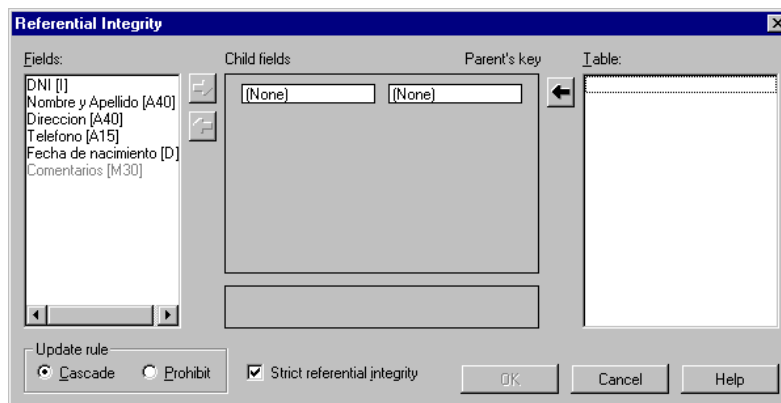 Referential Integrity
Fields:
Child fields
Parent's key
Table:
DNI [I]
Nombre y Apellido [A40]
Direccion [A40]
Telefono [A15]
Fecha de nacimiento [D]
Comentarios [M30]
(None)
(None)
Update rule
Cascade
Prohibit
Strict referential integrity
OK
Cancel
Help